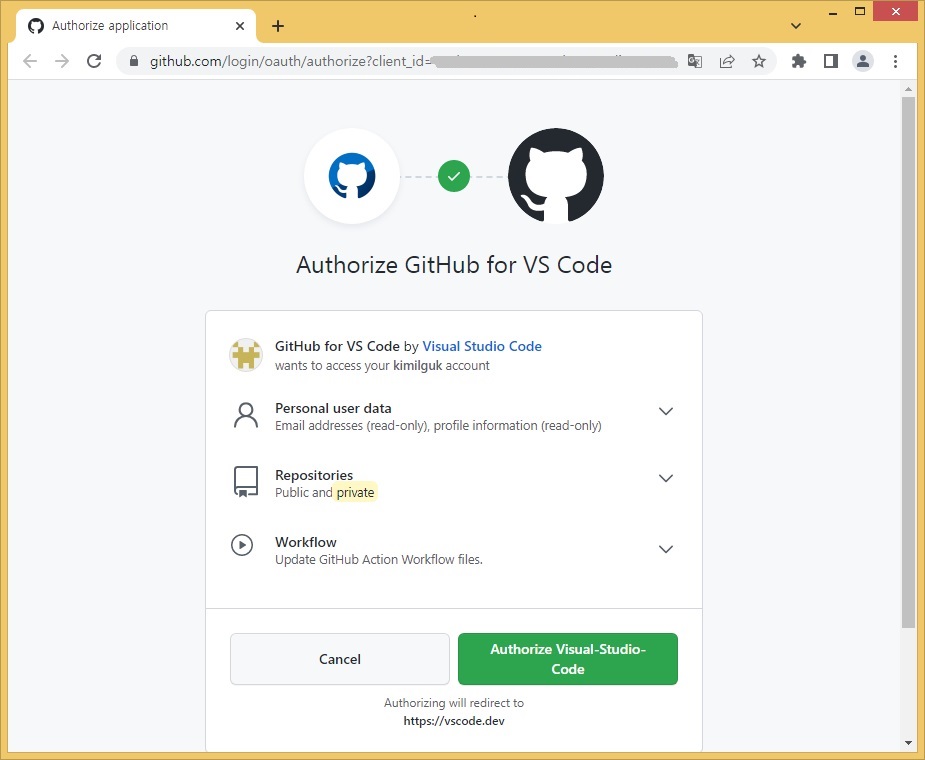 Authorize application
github.com/login/oauth/authorize?client_id=
Authorize GitHub for VS Code
GitHub for VS Code by Visual Studio Code
wants to access your kimilguk account
Personal user data
Email addresses (read-only), profile information (read-only)
Repositories
Public and private
Workflow
Update GitHub Action Workflow files.
Cancel
Authorize Visual-Studio-
Code
Authorizing will redirect to
https://vscode.dev